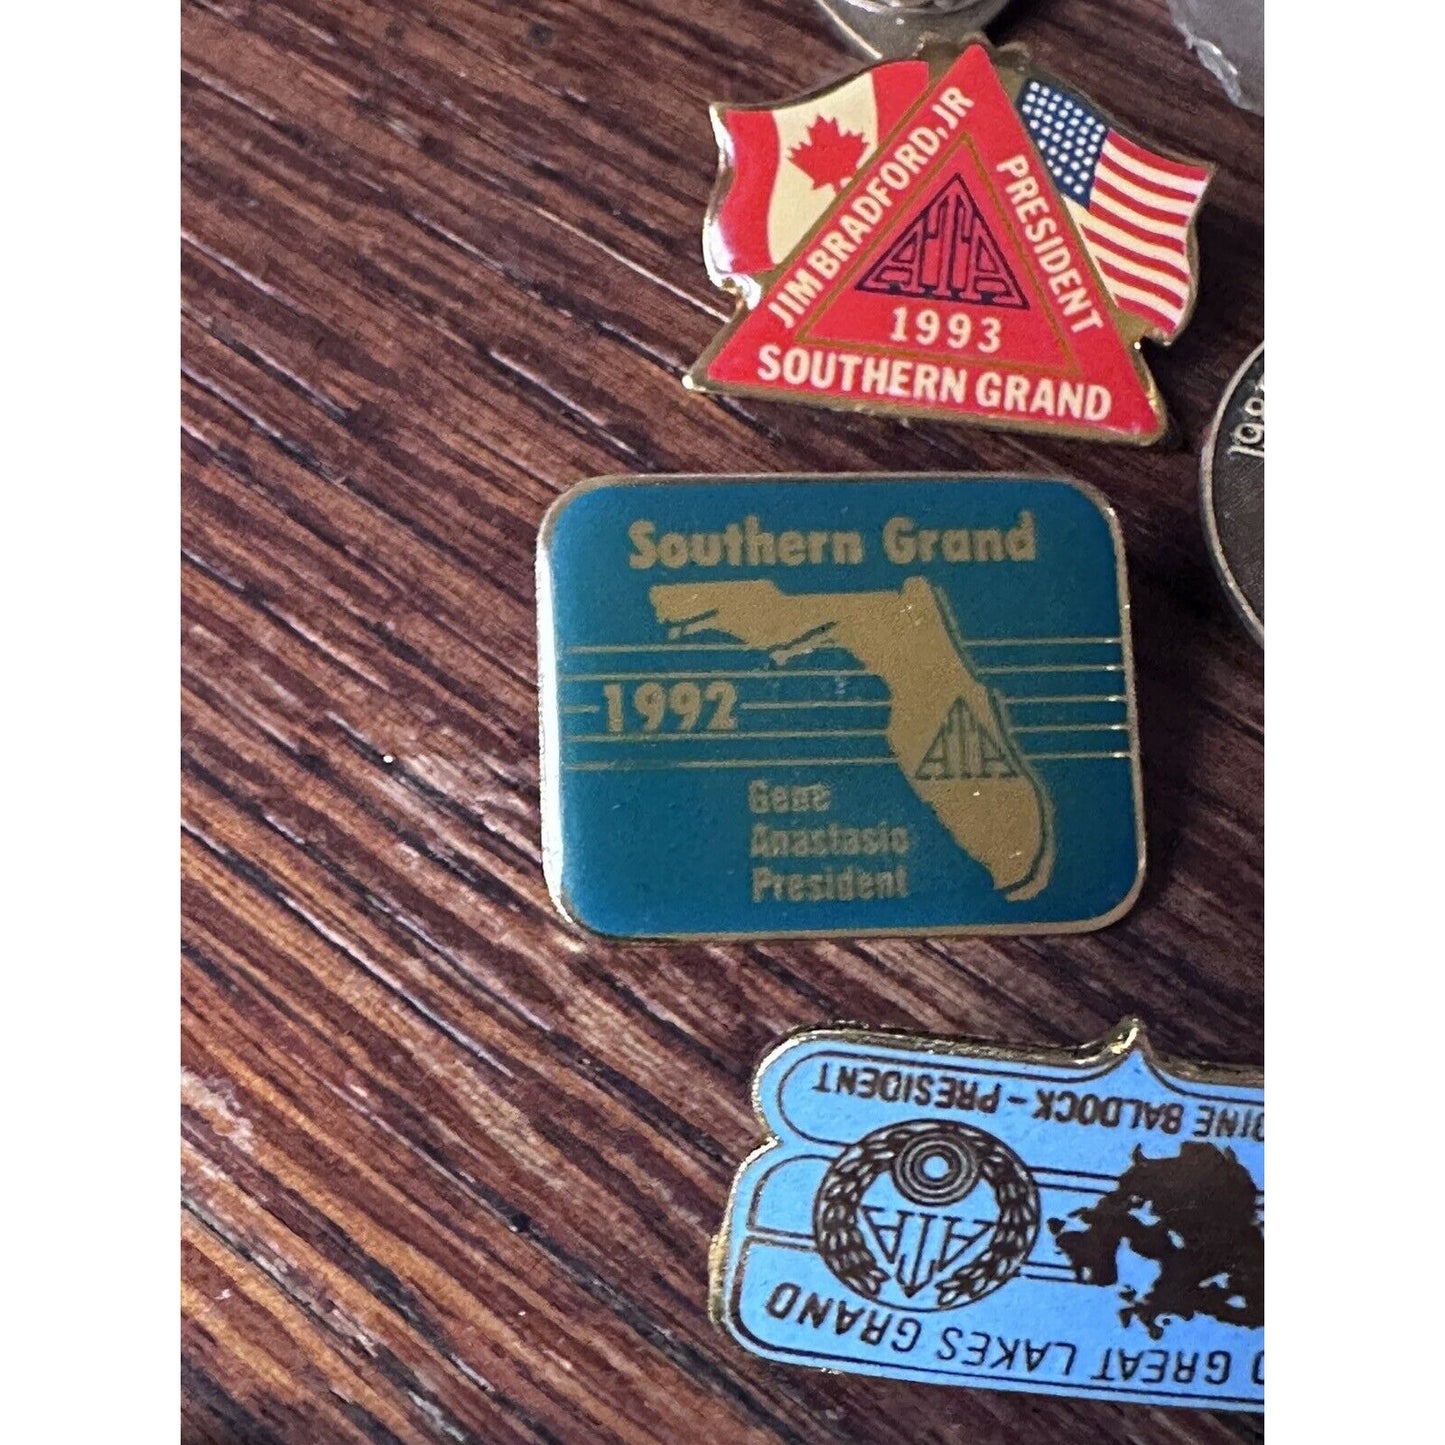 JIM BRADFORD, JR
PRESIDENT
ATA
1993
SOUTHERN GRAND
198
Southern Grand
1992
ATA
Gene
Anastasio
President
GREAT LAKES GRAND
ATA
BALDOCK - PRESIDENT